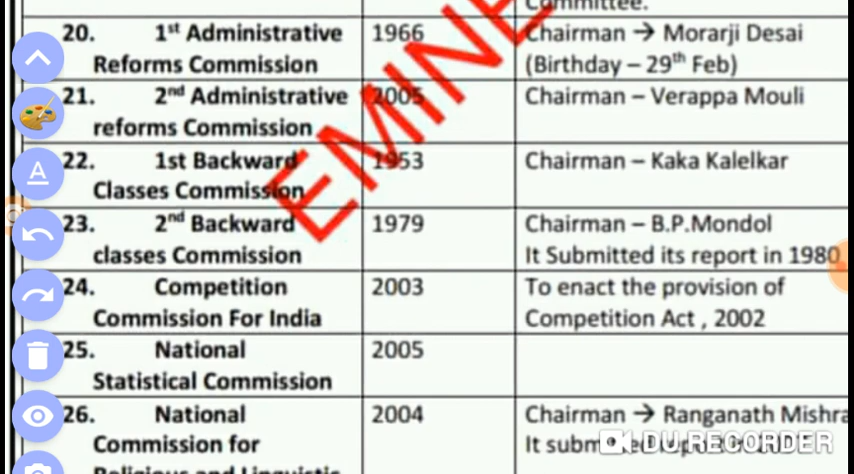 Committee.
20. 1st Administrative 1966 Chairman → Morarji Desai
Reforms Commission (Birthday – 29th Feb)
21. 2nd Administrative 2005 Chairman – Verappa Mouli
reforms Commission
22. 1st Backward 1953 Chairman – Kaka Kalelkar
Classes Commission
23. 2nd Backward 1979 Chairman – B.P.Mondol
classes Commission It Submitted its report in 1980
24. Competition 2003 To enact the provision of
Commission For India Competition Act , 2002
25. National 2005
Statistical Commission
26. National 2004 Chairman → Ranganath Mishra
Commission for It
Religious and Linguistic
EMINE
A
DU RECORDER